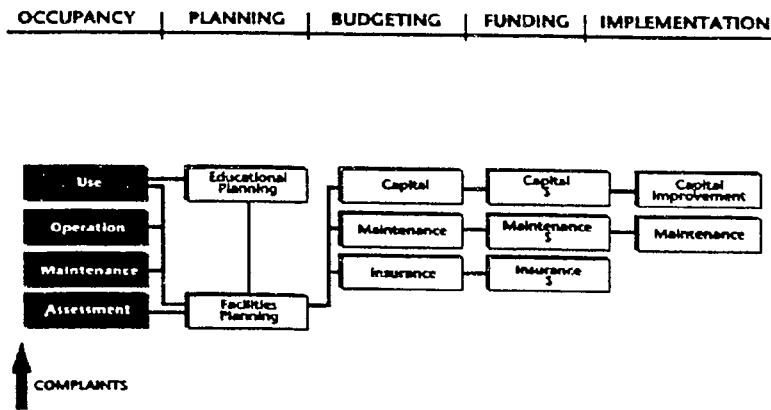 OCCUPANCY | PLANNING | BUDGETING | FUNDING | IMPLEMENTATION
Use
Educational
Planning
Capital
Capital
$
Capital
Improvement
Operation
Maintenance
Maintenance
$
Maintenance
Maintenance
Insurance
Insurance
$
Assessment
Facilities
Planning
COMPLAINTS